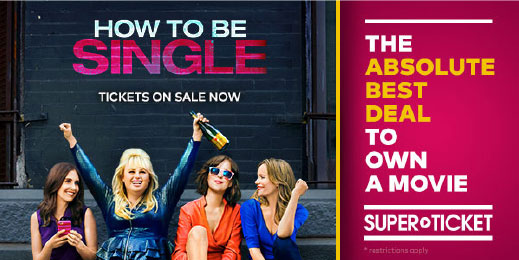 HOW TO BE
SINGLE
TICKETS ON SALE NOW
THE
ABSOLUTE
BEST
DEAL
TO
OWN
A MOVIE
SUPER TICKET
* restrictions apply